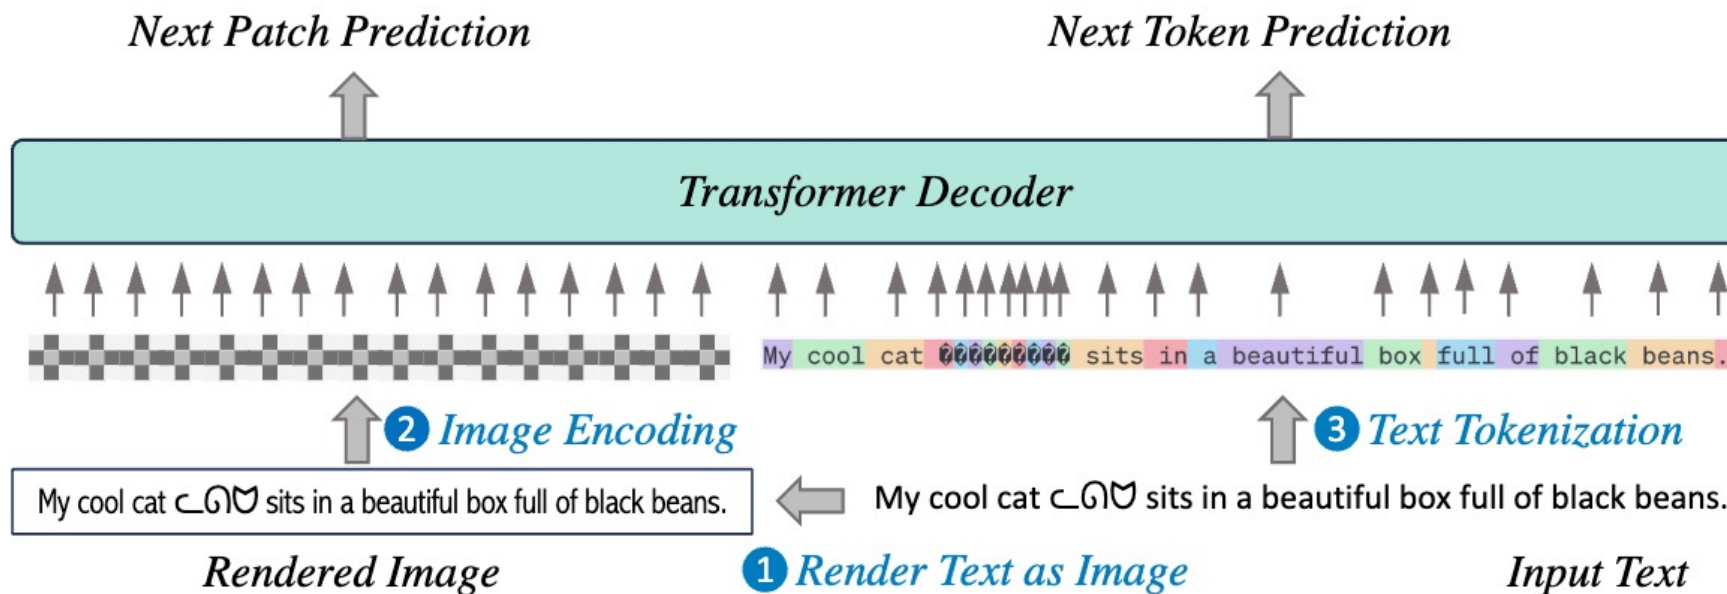 Next Patch Prediction
Next Token Prediction
Transformer Decoder
My cool cat ���������� sits in a beautiful box full of black beans.
2 Image Encoding
3 Text Tokenization
My cool cat ᓚᘏᗢ sits in a beautiful box full of black beans.
My cool cat ᓚᘏᗢ sits in a beautiful box full of black beans.
Rendered Image
1 Render Text as Image
Input Text